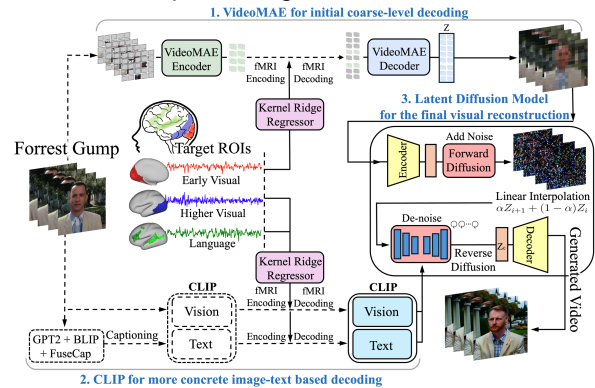 1. VideoMAE for initial coarse-level decoding
VideoMAE
Encoder
fMRI
Encoding
fMRI
Decoding
VideoMAE
Decoder
Z
Kernel Ridge
Regressor
3. Latent Diffusion Model
for the final visual reconstruction
Forrest Gump
Target ROIs
Early Visual
Higher Visual
Language
Encoder
Add Noise
Forward
Diffusion
Linear Interpolation
αZᵢ₊₁ + (1 − α)Zᵢ
De-noise
Reverse
Diffusion
Decoder
Generated Video
Kernel Ridge
Regressor
fMRI
Encoding
fMRI
Decoding
CLIP
Vision
Text
Encoding
Decoding
CLIP
Vision
Text
GPT2 + BLIP
+ FuseCap
Captioning
2. CLIP for more concrete image-text based decoding